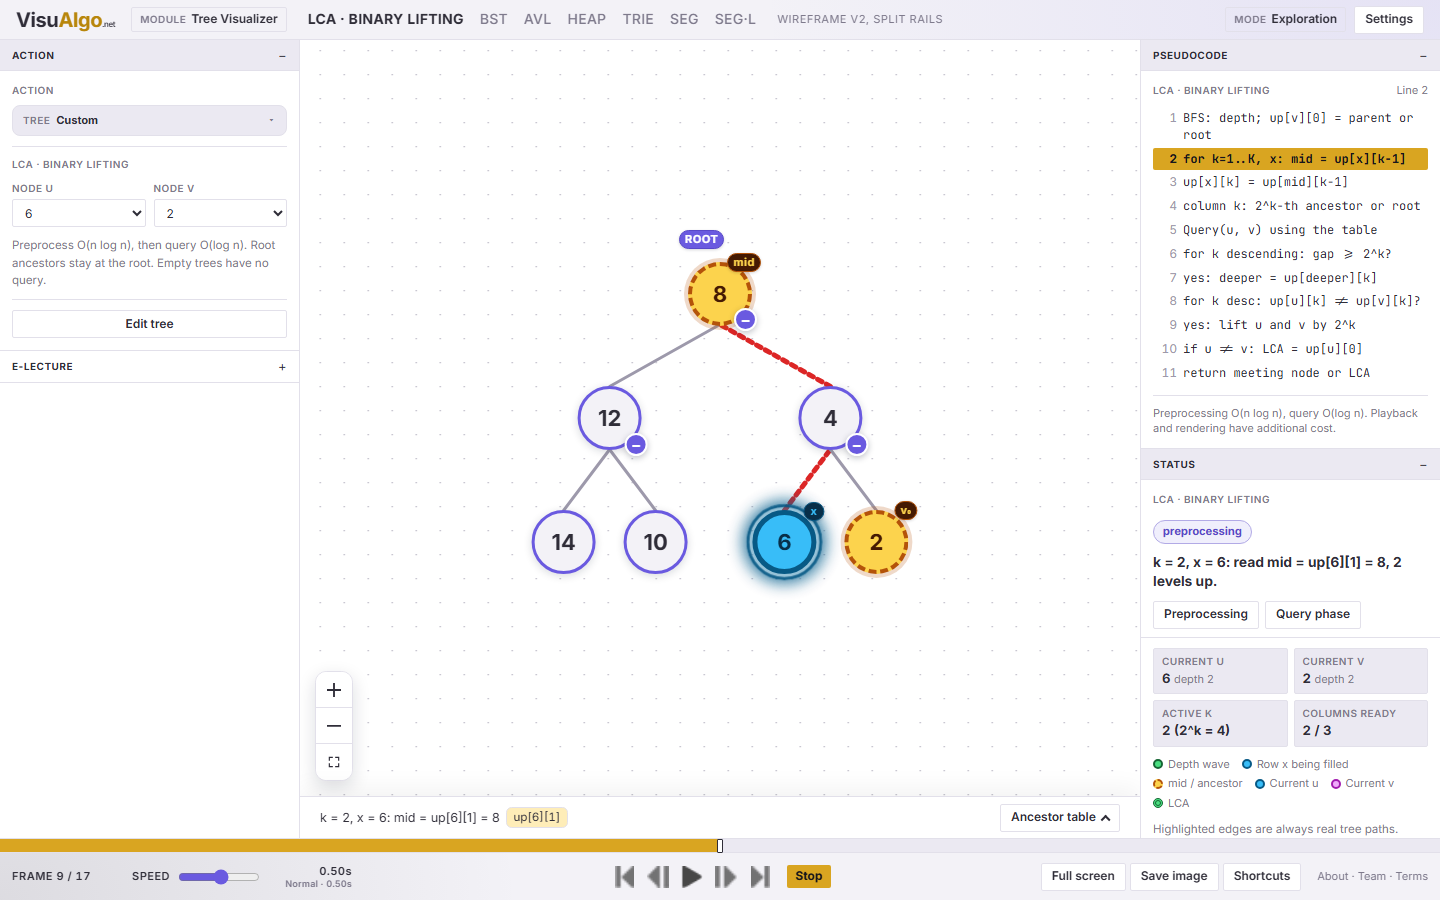 VisuAlgo.net
MODULE Tree Visualizer
LCA · BINARY LIFTING BST AVL HEAP TRIE SEG SEG·L WIREFRAME V2, SPLIT RAILS
MODE Exploration
Settings
ACTION −
ACTION
TREE Custom
LCA · BINARY LIFTING
NODE U NODE V
6 2
Preprocess O(n log n), then query O(log n). Root
ancestors stay at the root. Empty trees have no
query.
Edit tree
E-LECTURE +
ROOT
mid
8
−
12
−
4
−
14
10
x
6
v₀
2
+
−
k = 2, x = 6: mid = up[6][1] = 8 up[6][1]
Ancestor table
PSEUDOCODE −
LCA · BINARY LIFTING Line 2
1 BFS: depth; up[v][0] = parent or
root
2 for k=1..K, x: mid = up[x][k-1]
3 up[x][k] = up[mid][k-1]
4 column k: 2^k-th ancestor or root
5 Query(u, v) using the table
6 for k descending: gap ≥ 2^k?
7 yes: deeper = up[deeper][k]
8 for k desc: up[u][k] ≠ up[v][k]?
9 yes: lift u and v by 2^k
10 if u ≠ v: LCA = up[u][0]
11 return meeting node or LCA
Preprocessing O(n log n), query O(log n). Playback
and rendering have additional cost.
STATUS −
LCA · BINARY LIFTING
preprocessing
k = 2, x = 6: read mid = up[6][1] = 8, 2
levels up.
Preprocessing Query phase
CURRENT U CURRENT V
6 depth 2 2 depth 2
ACTIVE K COLUMNS READY
2 (2^k = 4) 2 / 3
Depth wave Row x being filled
mid / ancestor Current u Current v
LCA
Highlighted edges are always real tree paths.
FRAME 9 / 17
SPEED
0.50s
Normal · 0.50s
Stop
Full screen Save image Shortcuts
About · Team · Terms